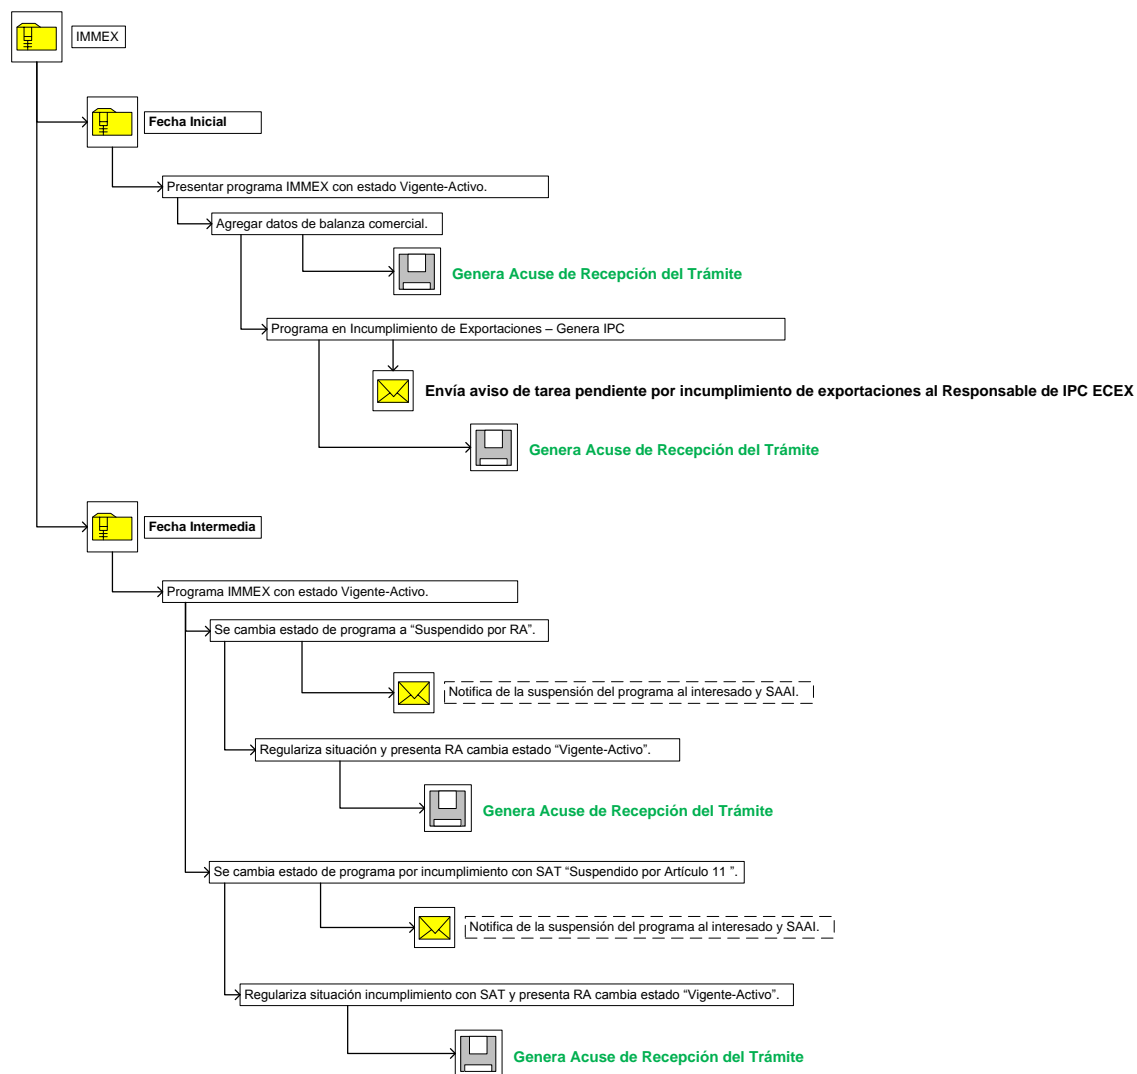 IMMEX
Fecha Inicial
Presentar programa IMMEX con estado Vigente-Activo.
Agregar datos de balanza comercial.
Genera Acuse de Recepción del Trámite
Programa en Incumplimiento de Exportaciones – Genera IPC
Envía aviso de tarea pendiente por incumplimiento de exportaciones al Responsable de IPC ECEX
Genera Acuse de Recepción del Trámite
Fecha Intermedia
Programa IMMEX con estado Vigente-Activo.
Se cambia estado de programa a “Suspendido por RA”.
Notifica de la suspensión del programa al interesado y SAAI.
Regulariza situación y presenta RA cambia estado “Vigente-Activo”.
Genera Acuse de Recepción del Trámite
Se cambia estado de programa por incumplimiento con SAT “Suspendido por Artículo 11 ”.
Notifica de la suspensión del programa al interesado y SAAI.
Regulariza situación incumplimiento con SAT y presenta RA cambia estado “Vigente-Activo”.
Genera Acuse de Recepción del Trámite